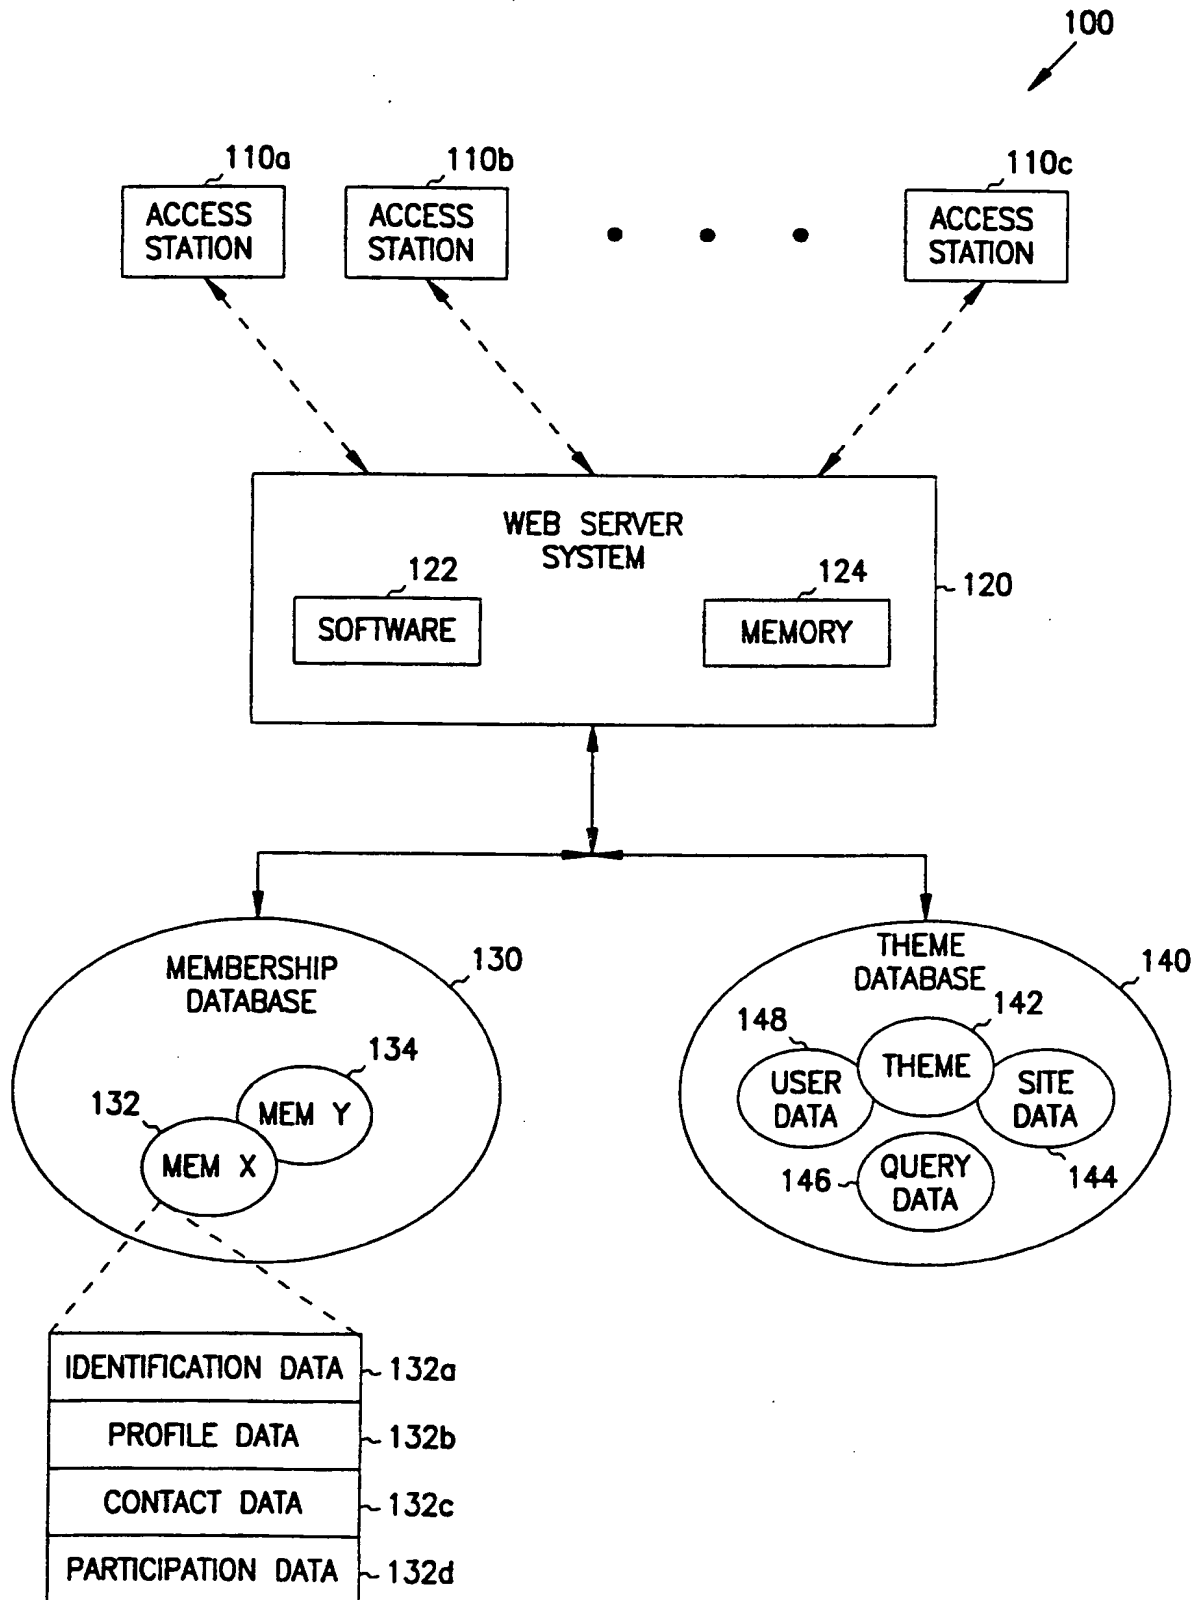 100
110a
110b
110c
ACCESS
STATION
ACCESS
STATION
ACCESS
STATION
WEB SERVER
SYSTEM
122
124
120
SOFTWARE
MEMORY
MEMBERSHIP
DATABASE
130
134
132
MEM Y
MEM X
THEME
DATABASE
140
142
148
THEME
USER
DATA
SITE
DATA
146
QUERY
DATA
144
IDENTIFICATION DATA
132a
PROFILE DATA
132b
CONTACT DATA
132c
PARTICIPATION DATA
132d